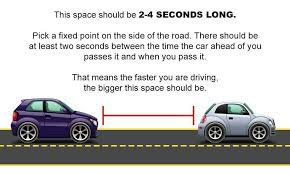 This space should be 2-4 SECONDS LONG.
Pick a fixed point on the side of the road. There should be
at least two seconds between the time the car ahead of you
passes it and when you pass it.
That means the faster you are driving,
the bigger this space should be.